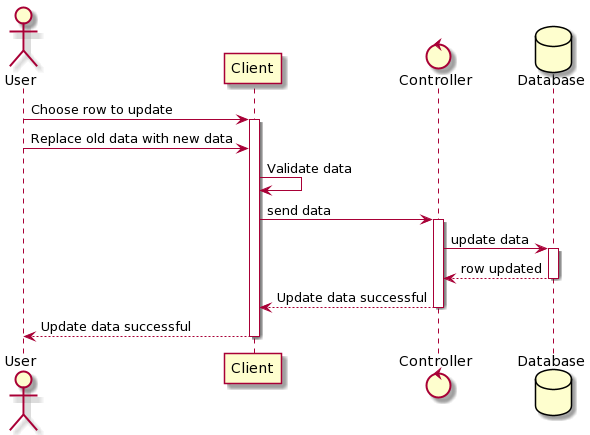 User
Client
Controller
Database
Choose row to update
Replace old data with new data
Validate data
send data
update data
row updated
Update data successful
Update data successful
User
Client
Controller
Database